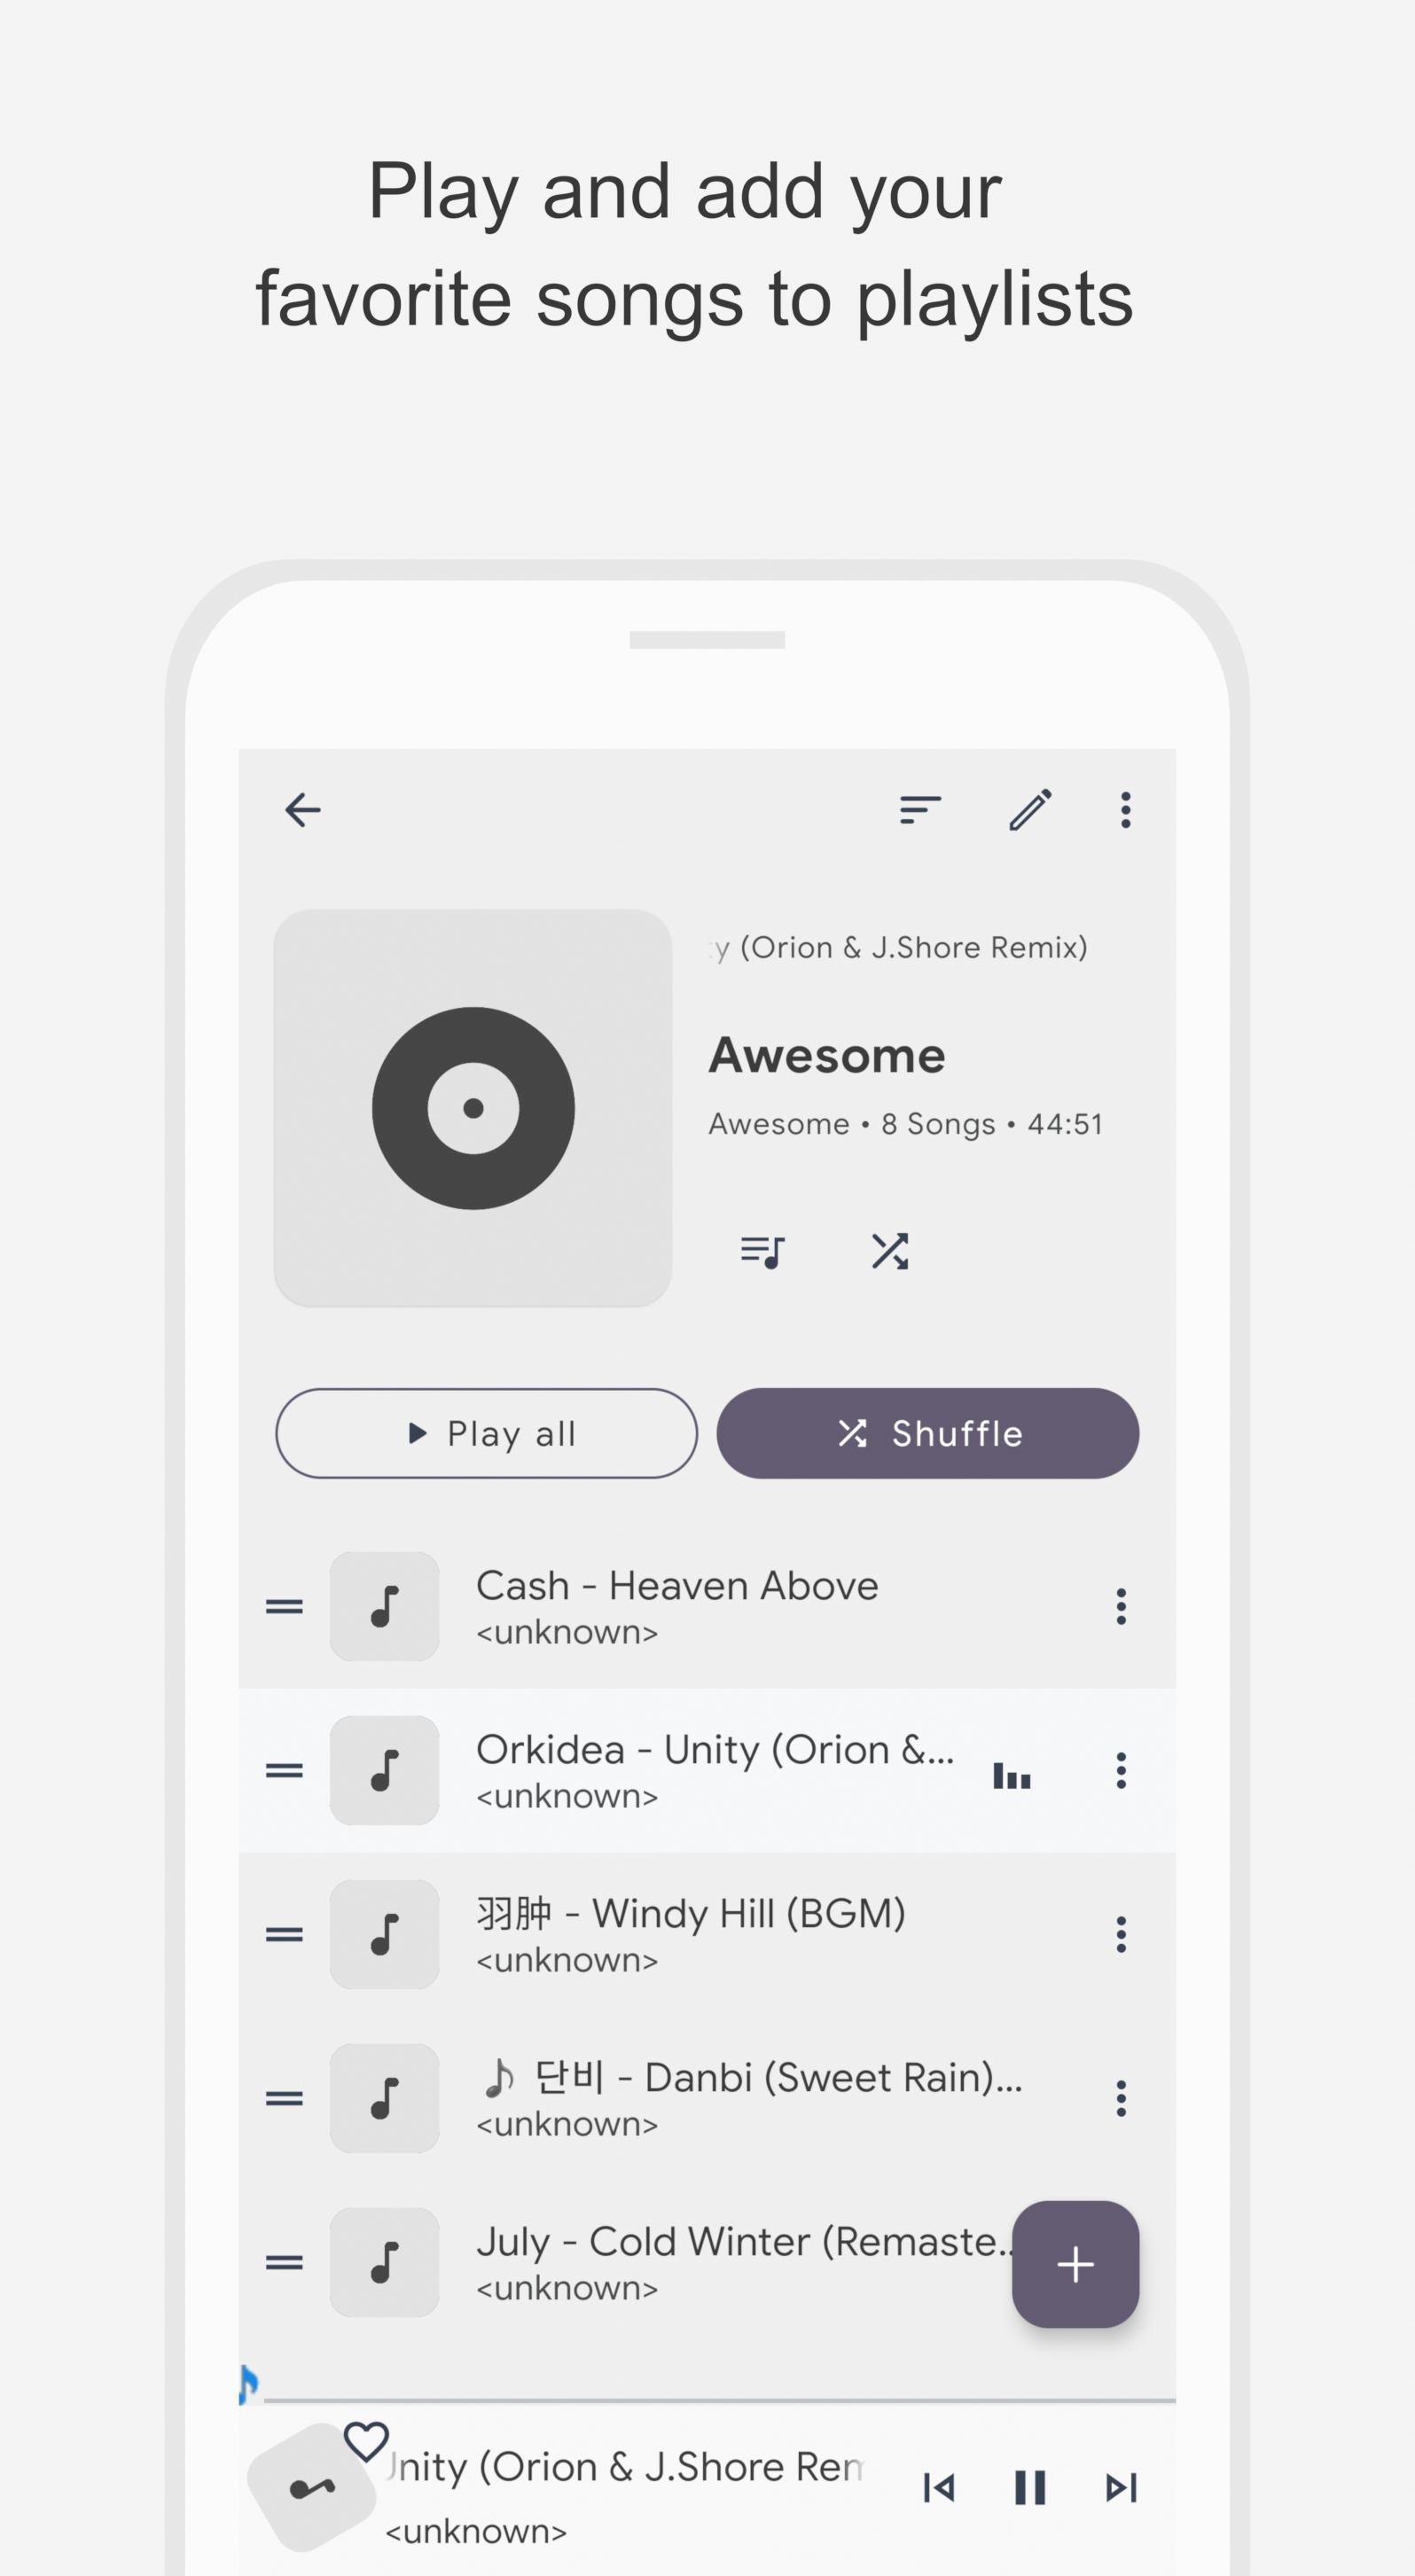 Play and add your
favorite songs to playlists
y (Orion & J.Shore Remix)
Awesome
Awesome • 8 Songs • 44:51
Play all
Shuffle
Cash - Heaven Above
<unknown>
Orkidea - Unity (Orion &...
<unknown>
羽肿 - Windy Hill (BGM)
<unknown>
🎵 단비 - Danbi (Sweet Rain)...
<unknown>
July - Cold Winter (Remaste..
<unknown>
Unity (Orion & J.Shore Rem
<unknown>